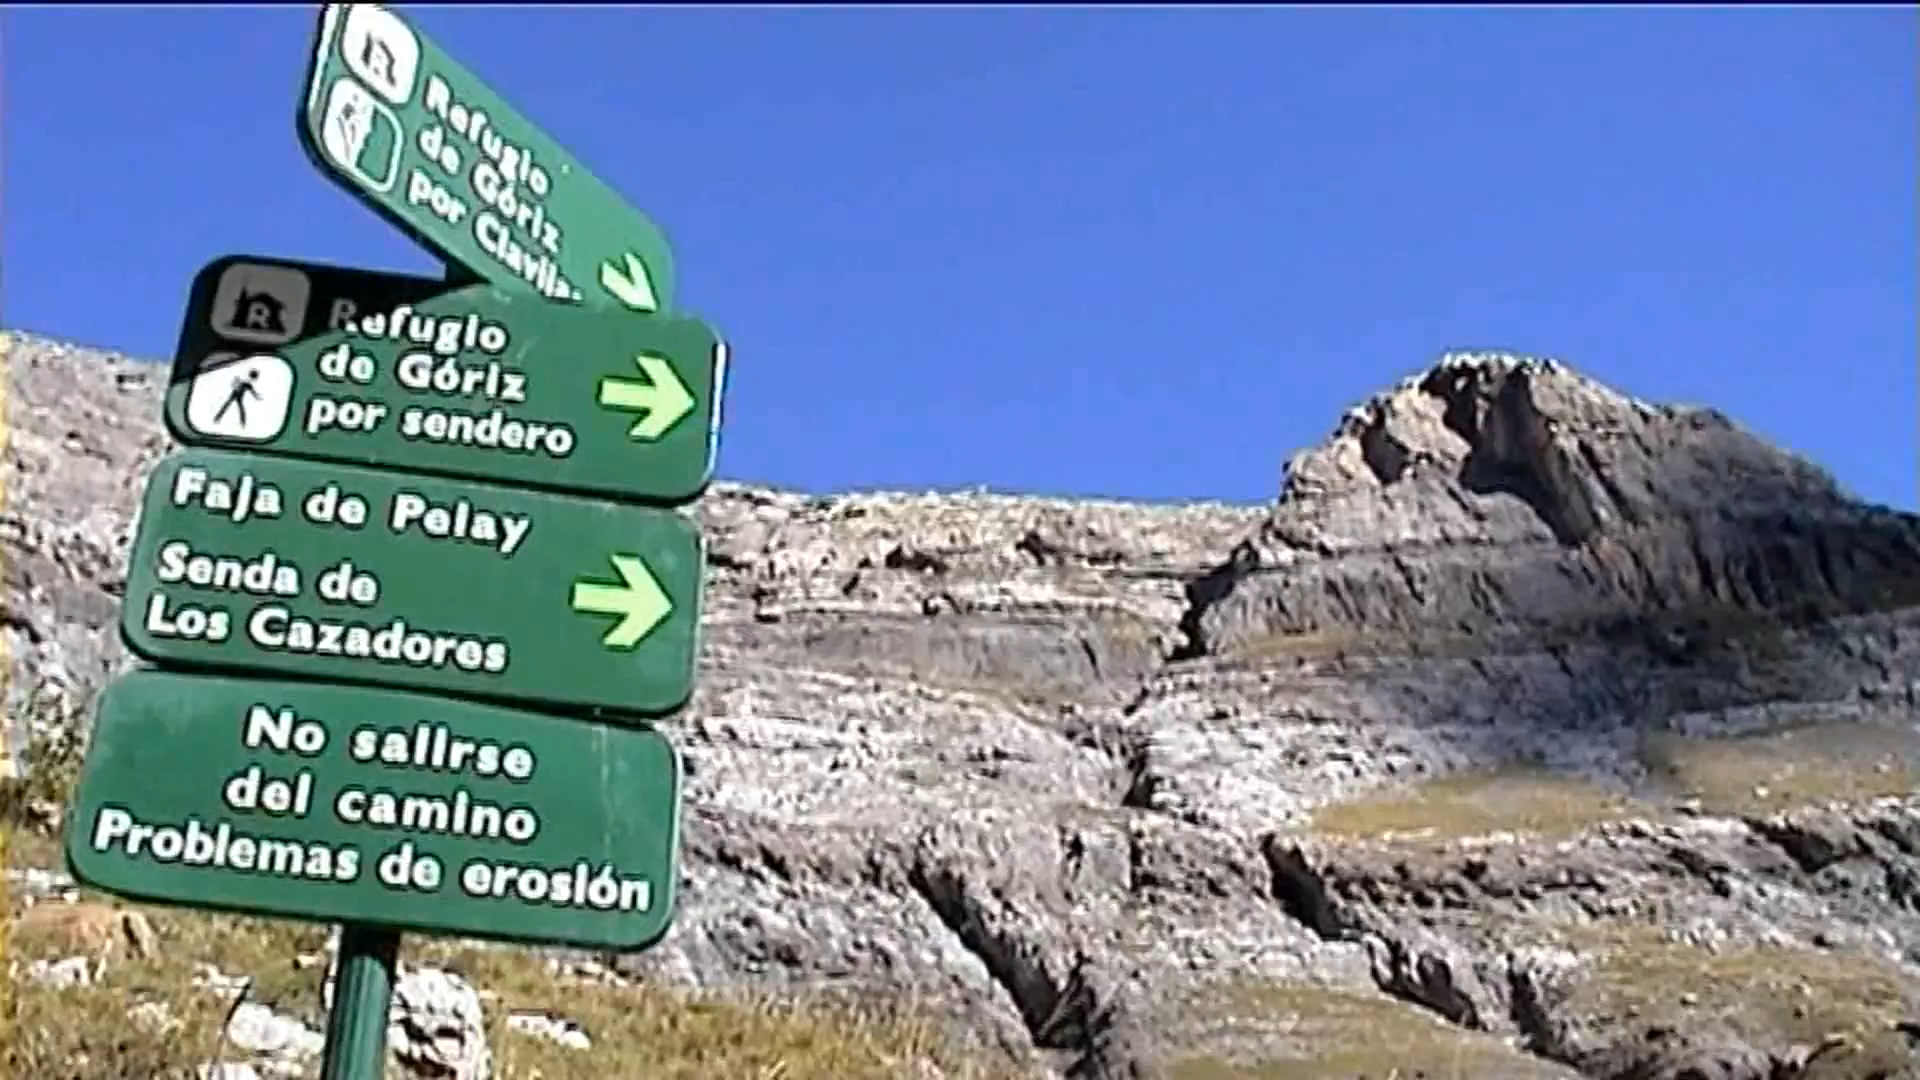 Refugio
de Góriz
por
Refugio
de Góriz
por sendero
Faja de Pelay
Senda de
Los Cazadores
No salirse
del camino
Problemas de erosión